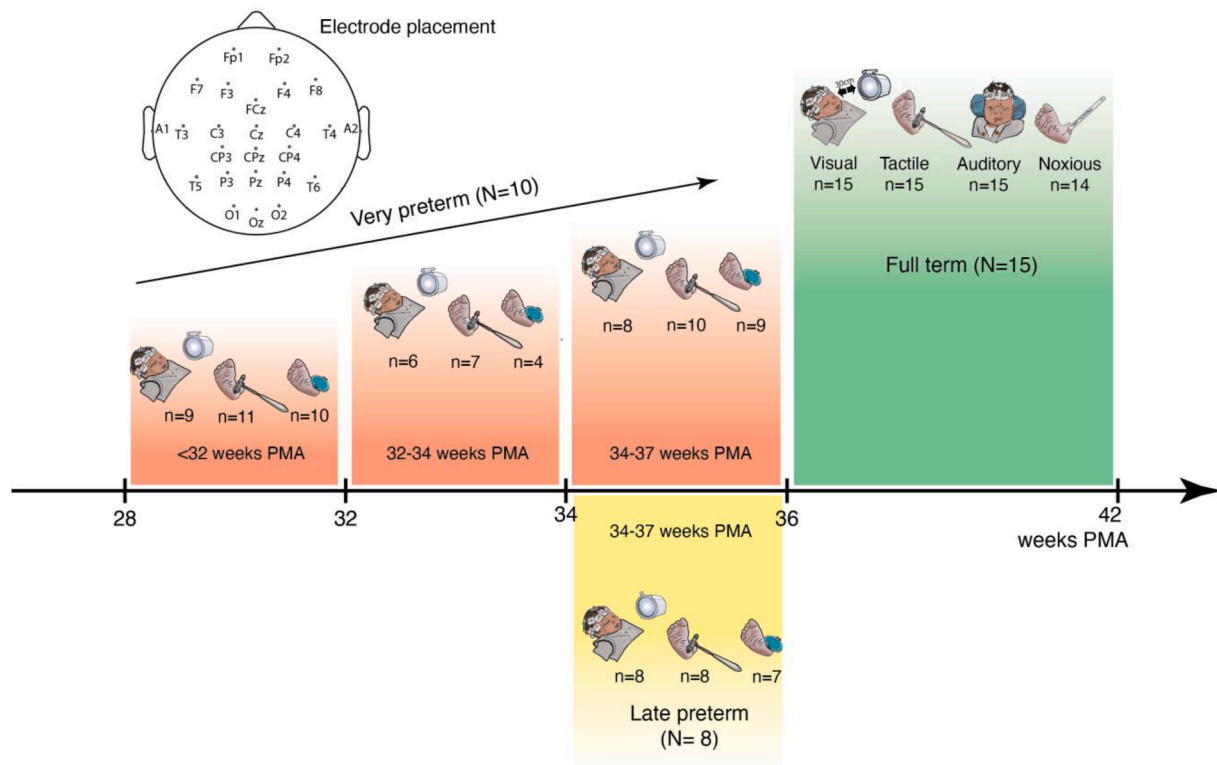 Electrode placement
Fp1 Fp2
F7 F3 F4 F8
FCz
A1 T3 C3 Cz C4 T4 A2
CP3 CPz CP4
T5 P3 Pz P4 T6
O1 Oz O2
Very preterm (N=10)
30cm
Visual Tactile Auditory Noxious
n=15 n=15 n=15 n=14
Full term (N=15)
n=8 n=10 n=9
n=6 n=7 n=4
n=9 n=11 n=10
<32 weeks PMA 32-34 weeks PMA 34-37 weeks PMA
28 32 34 36 42
weeks PMA
34-37 weeks PMA
n=8 n=8 n=7
Late preterm
(N= 8)